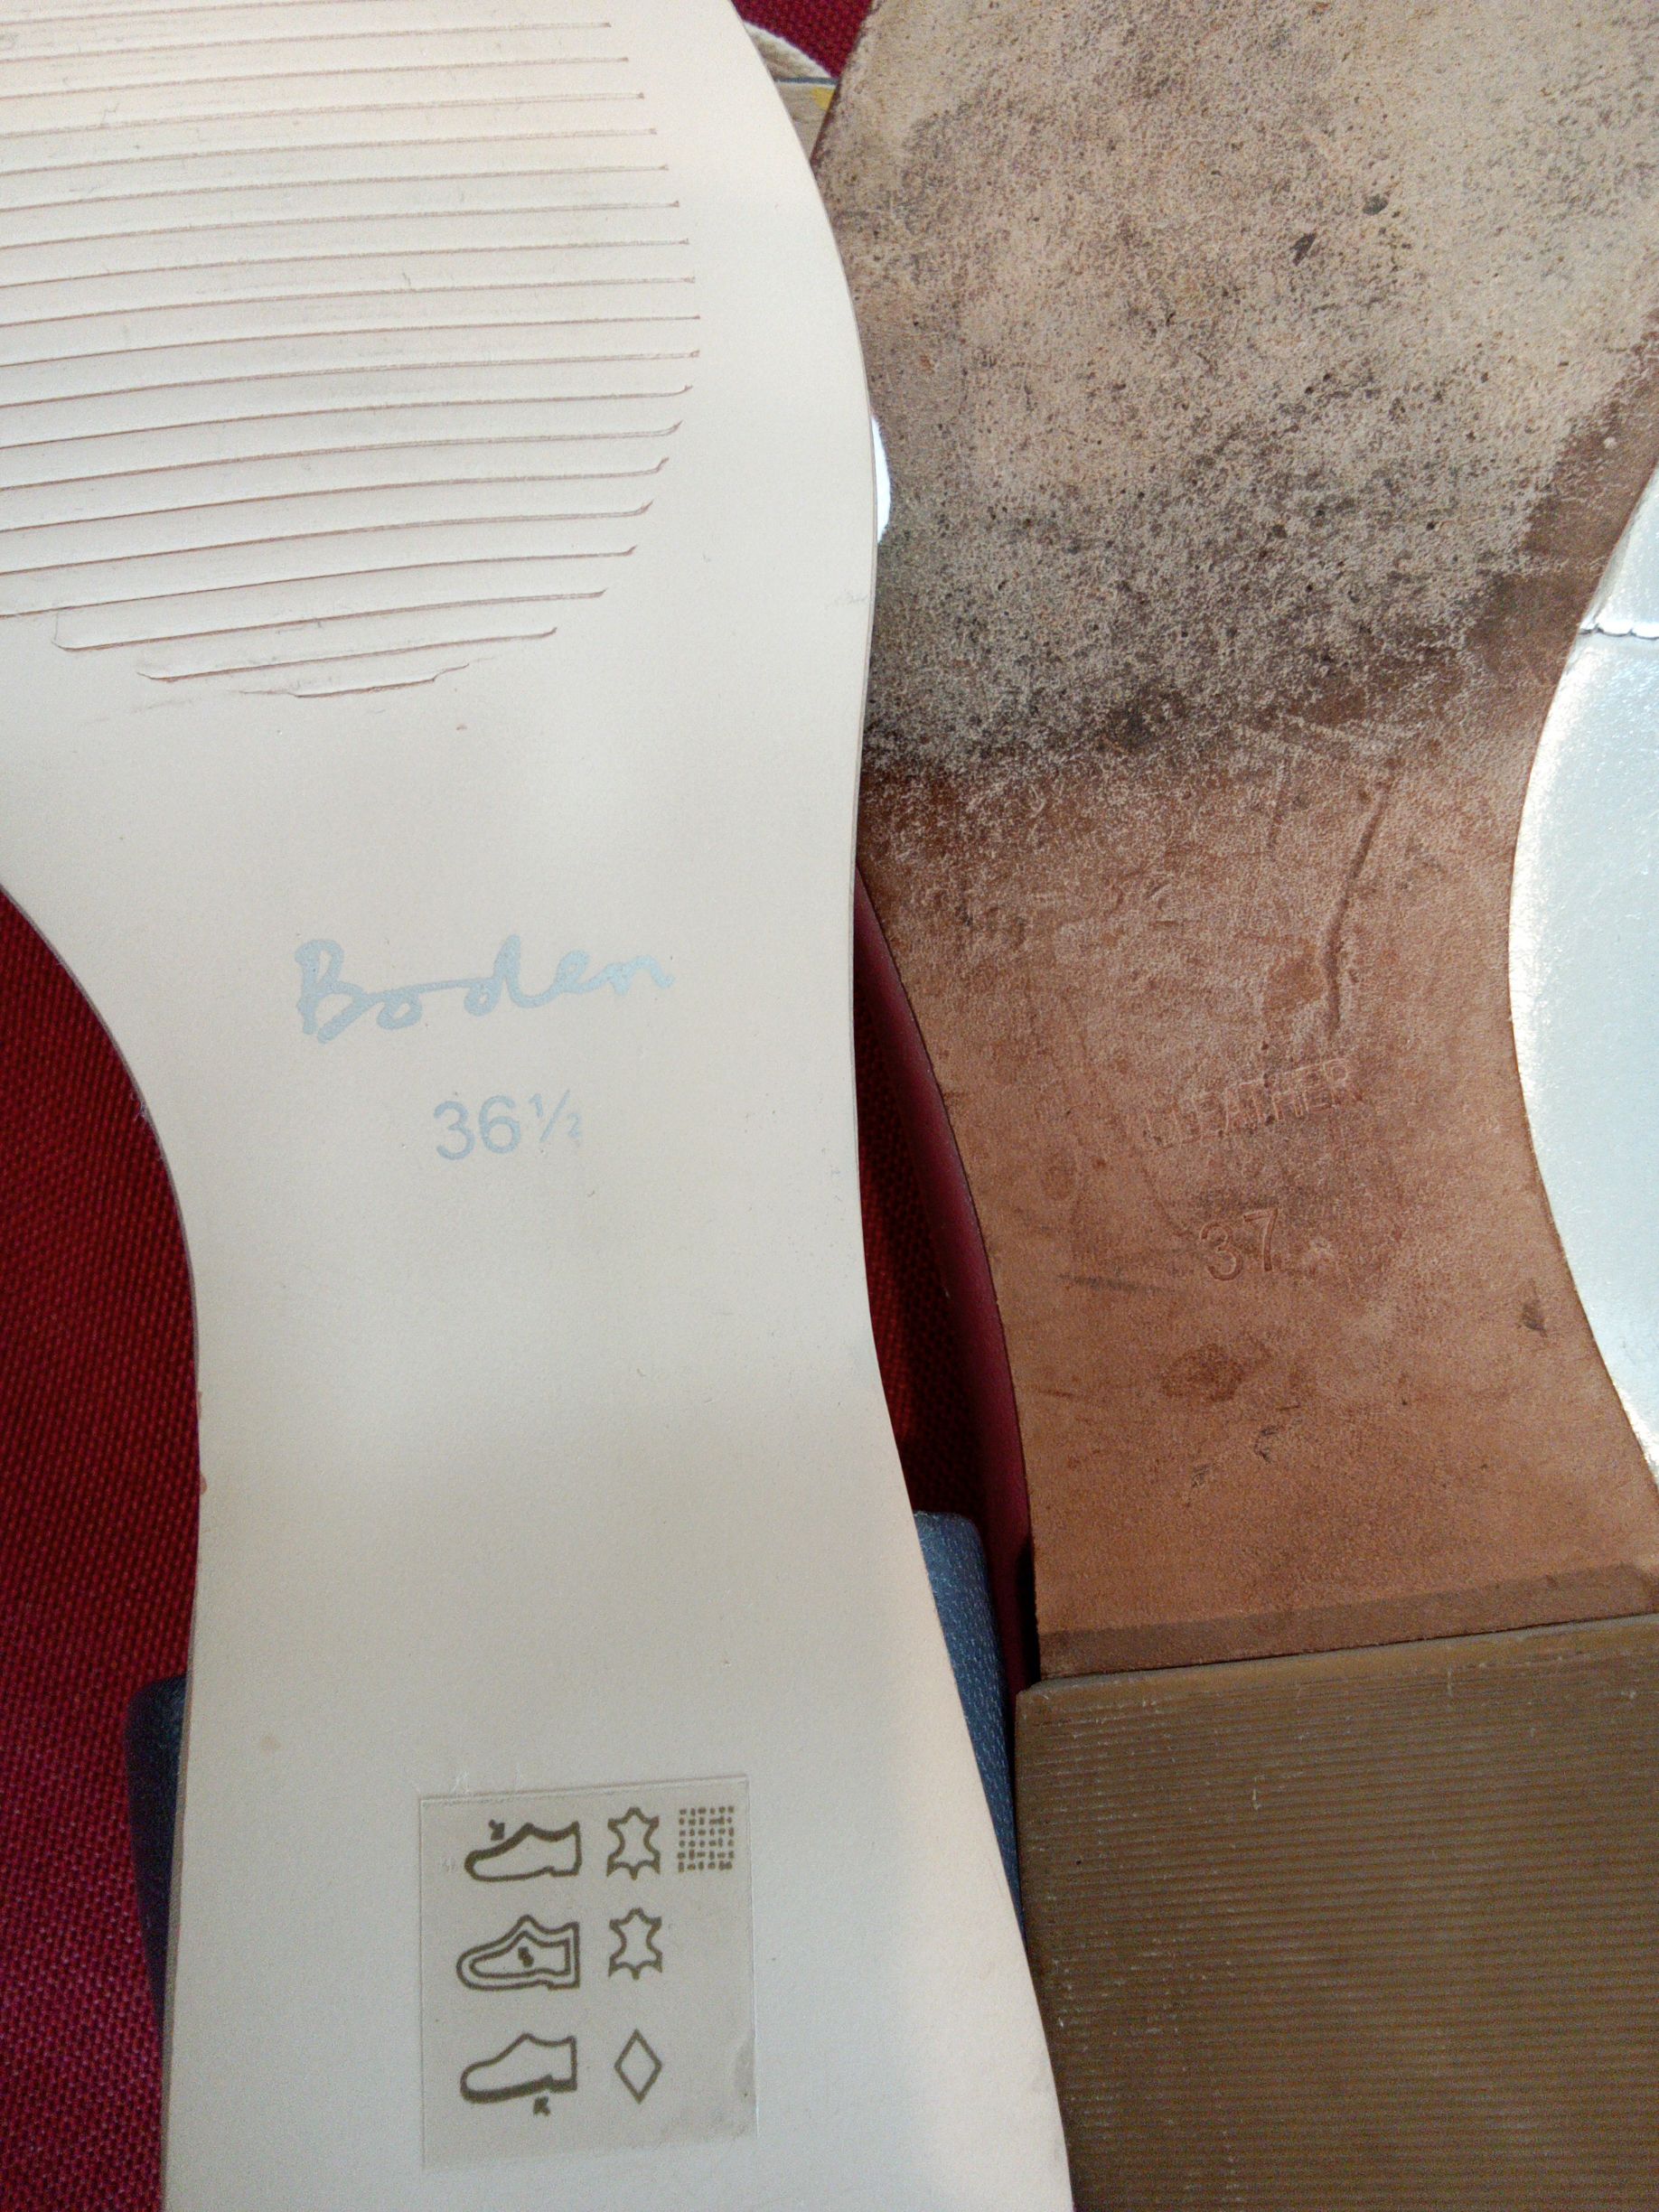 Boden
36½
LEATHER
37